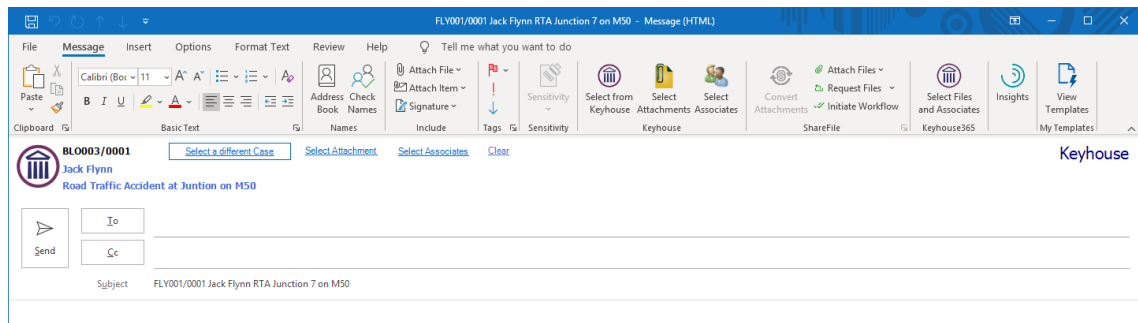 FLY001/0001 Jack Flynn RTA Junction 7 on M50 - Message (HTML)
File Message Insert Options Format Text Review Help Tell me what you want to do
Paste
Calibri (Boc 11
B I U
Address Book
Check Names
Attach File
Attach Item
Signature
Sensitivity
Select from Keyhouse
Select Attachments
Select Associates
Convert Attachments
Attach Files
Request Files
Initiate Workflow
Select Files and Associates
Insights
View Templates
Clipboard Basic Text Names Include Tags Sensitivity Keyhouse ShareFile Keyhouse365 My Templates
BLO003/0001 Select a different Case Select Attachment Select Associates Clear Keyhouse
Jack Flynn
Road Traffic Accident at Juntion on M50
To
Send
Cc
Subject FLY001/0001 Jack Flynn RTA Junction 7 on M50